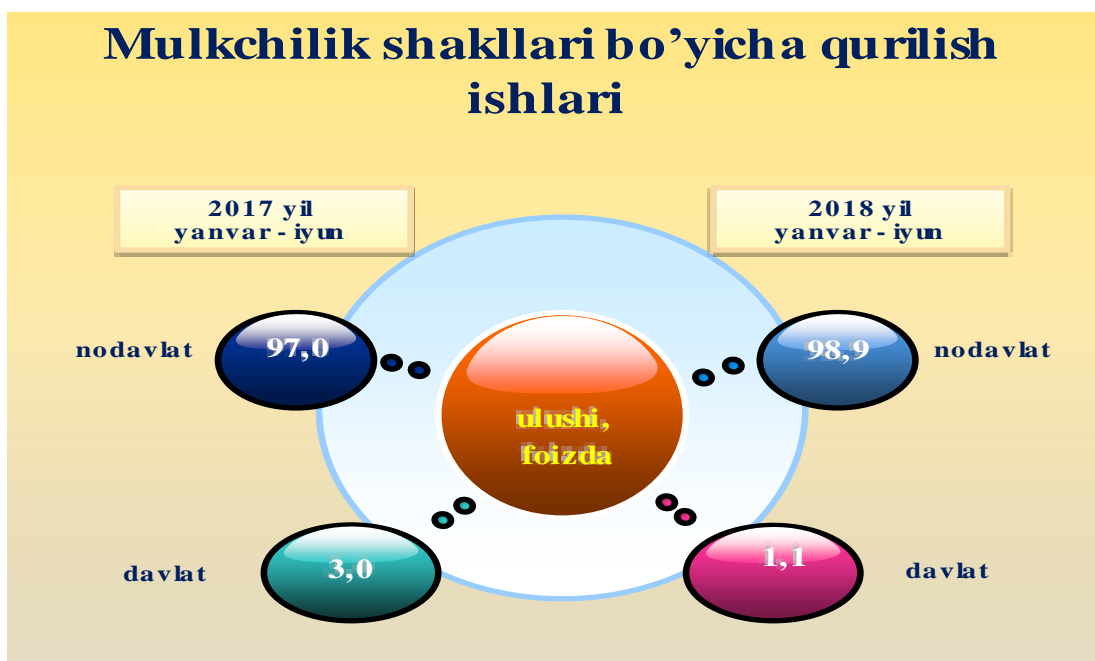 Mulkchilik shakllari bo’yicha qurilish
ishlari
2017 yil
yanvar - iyun
2018 yil
yanvar - iyun
nodavlat
97,0
98,9
nodavlat
ulushi,
foizda
davlat
3,0
1,1
davlat